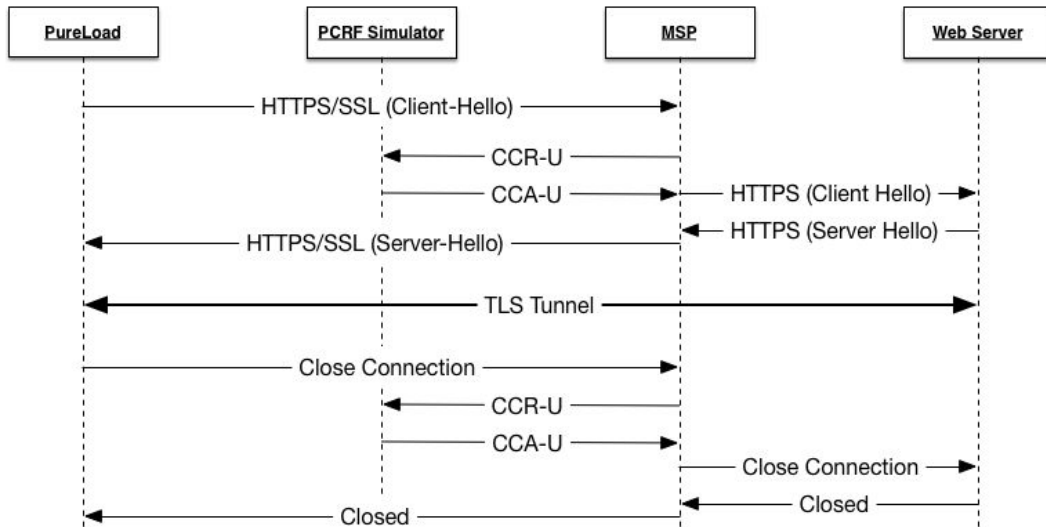 PureLoad
PCRF Simulator
MSP
Web Server
HTTPS/SSL (Client-Hello)
CCR-U
CCA-U
HTTPS (Client Hello)
HTTPS (Server Hello)
HTTPS/SSL (Server-Hello)
TLS Tunnel
Close Connection
CCR-U
CCA-U
Close Connection
Closed
Closed